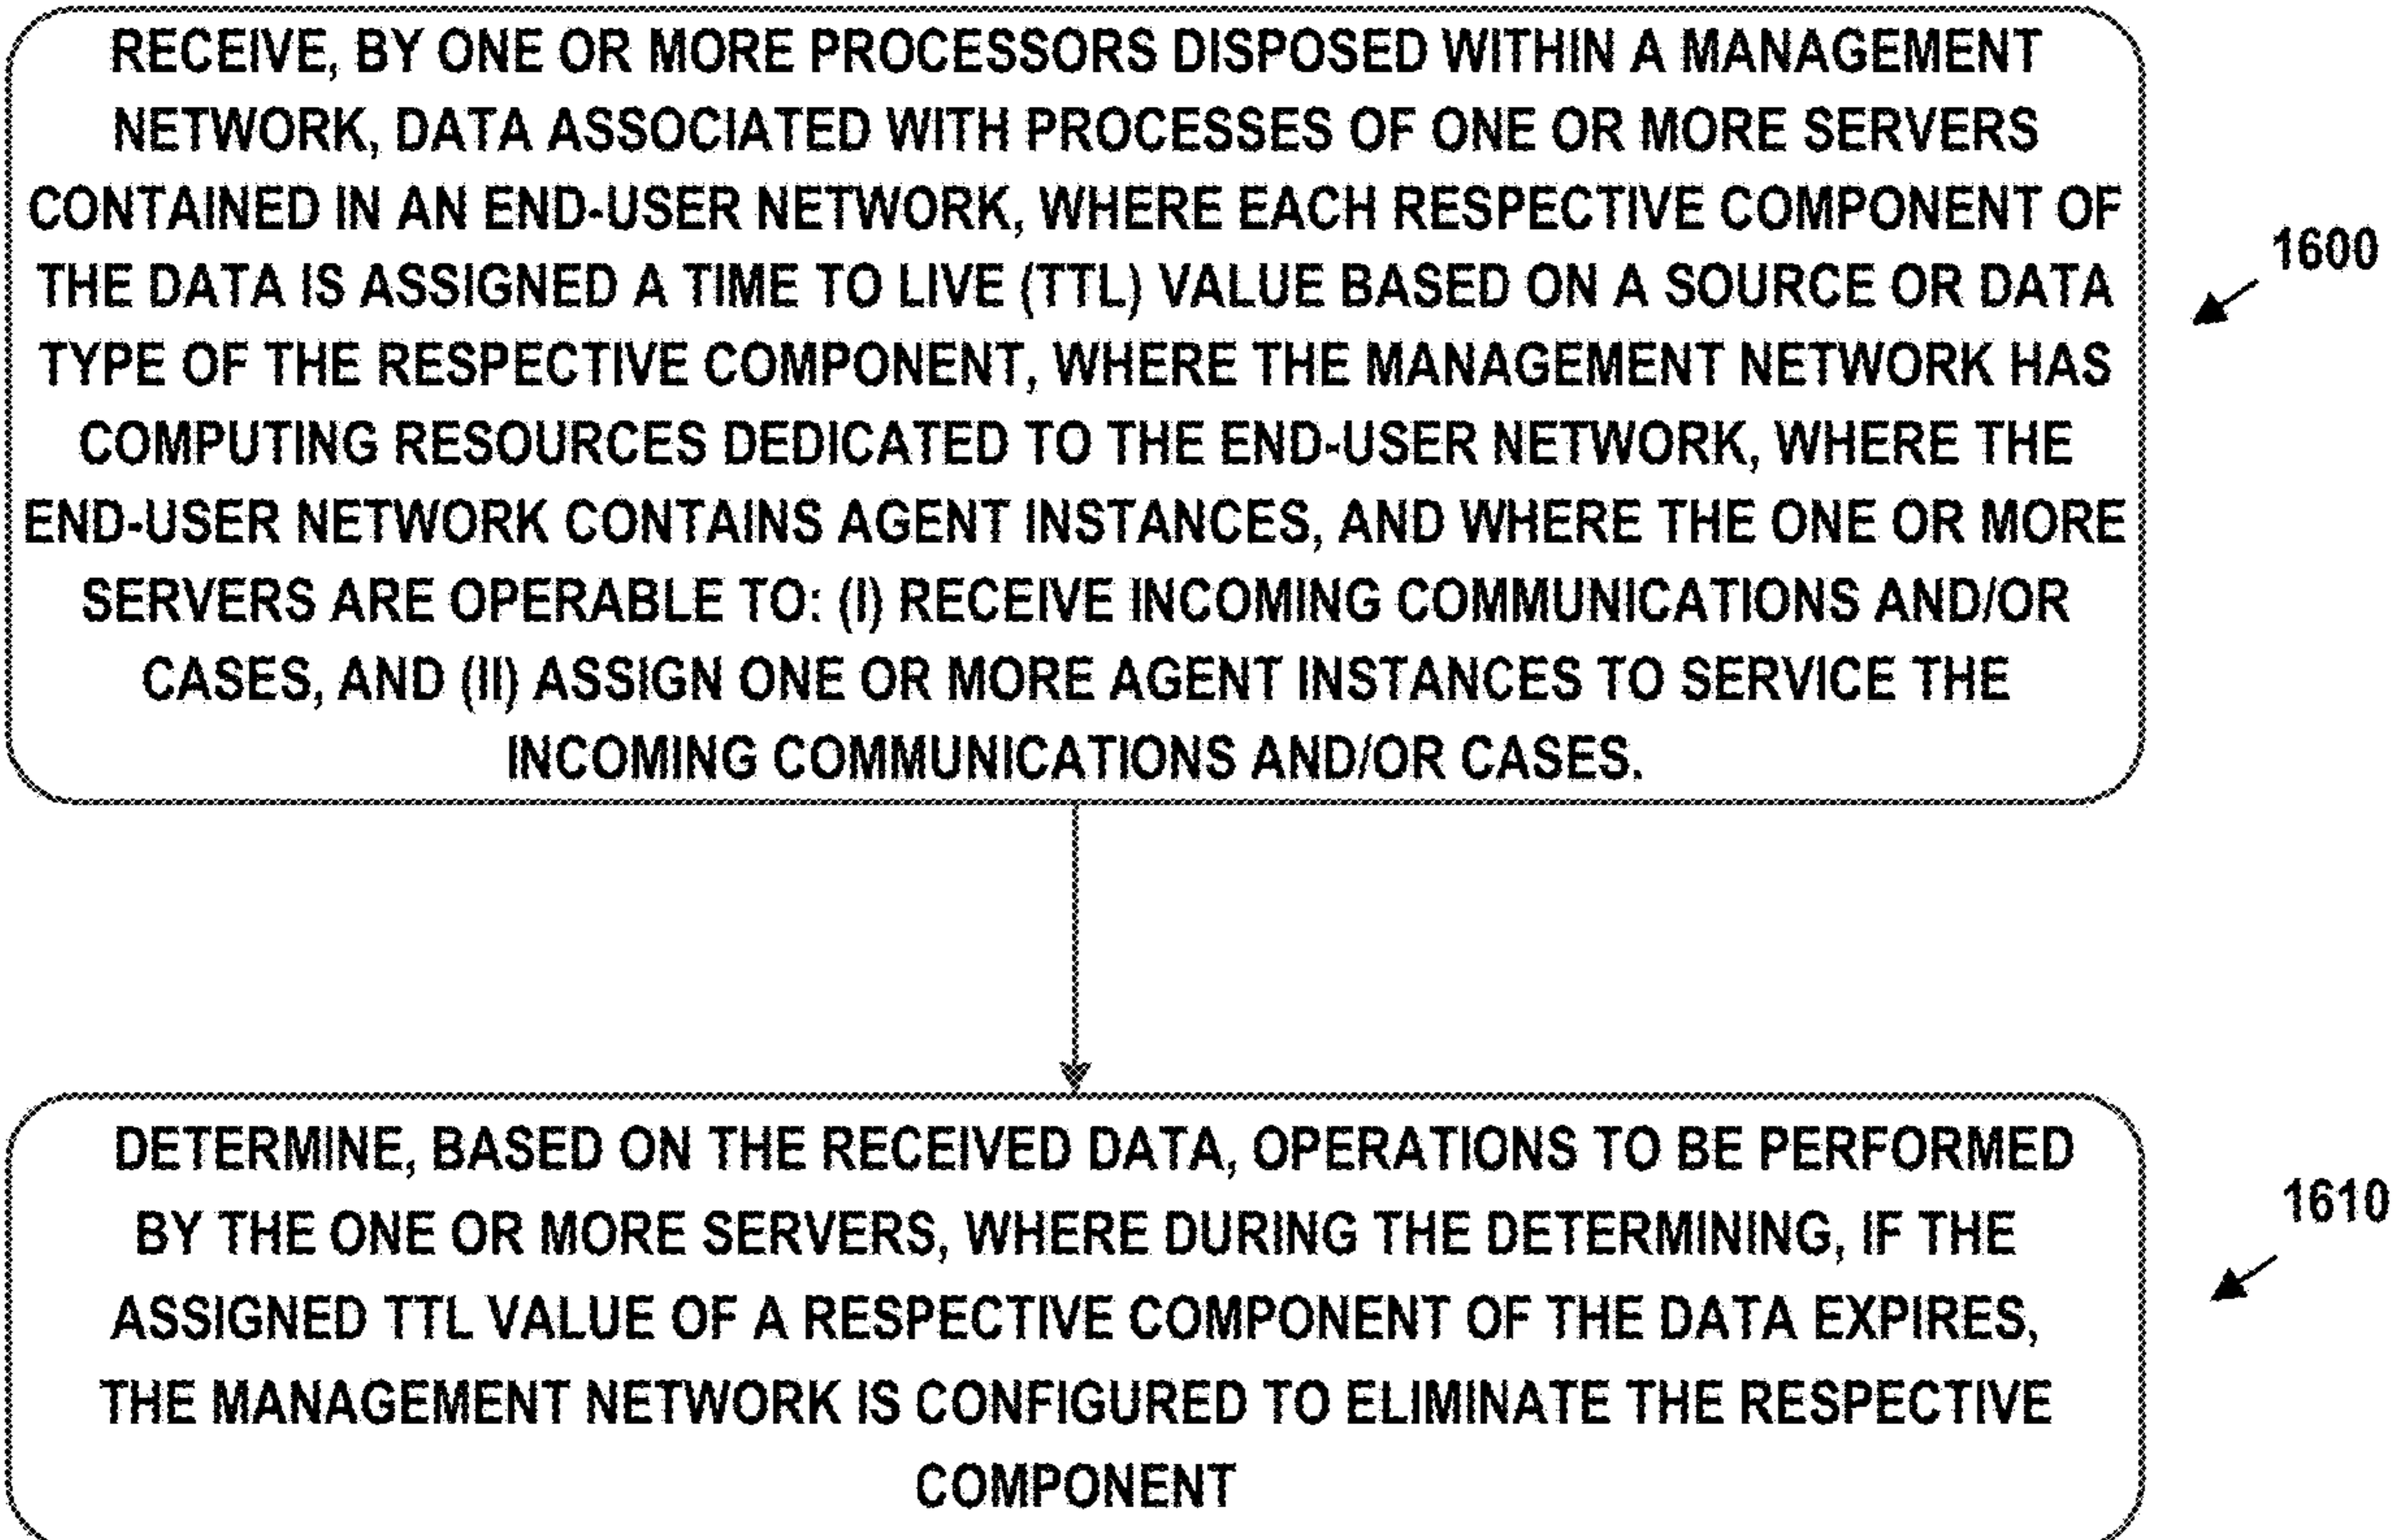 RECEIVE, BY ONE OR MORE PROCESSORS DISPOSED WITHIN A MANAGEMENT
NETWORK, DATA ASSOCIATED WITH PROCESSES OF ONE OR MORE SERVERS
CONTAINED IN AN END-USER NETWORK, WHERE EACH RESPECTIVE COMPONENT OF
THE DATA IS ASSIGNED A TIME TO LIVE (TTL) VALUE BASED ON A SOURCE OR DATA
TYPE OF THE RESPECTIVE COMPONENT, WHERE THE MANAGEMENT NETWORK HAS
COMPUTING RESOURCES DEDICATED TO THE END-USER NETWORK, WHERE THE
END-USER NETWORK CONTAINS AGENT INSTANCES, AND WHERE THE ONE OR MORE
SERVERS ARE OPERABLE TO: (I) RECEIVE INCOMING COMMUNICATIONS AND/OR
CASES, AND (II) ASSIGN ONE OR MORE AGENT INSTANCES TO SERVICE THE
INCOMING COMMUNICATIONS AND/OR CASES.
1600
DETERMINE, BASED ON THE RECEIVED DATA, OPERATIONS TO BE PERFORMED
BY THE ONE OR MORE SERVERS, WHERE DURING THE DETERMINING, IF THE
ASSIGNED TTL VALUE OF A RESPECTIVE COMPONENT OF THE DATA EXPIRES,
THE MANAGEMENT NETWORK IS CONFIGURED TO ELIMINATE THE RESPECTIVE
COMPONENT
1610